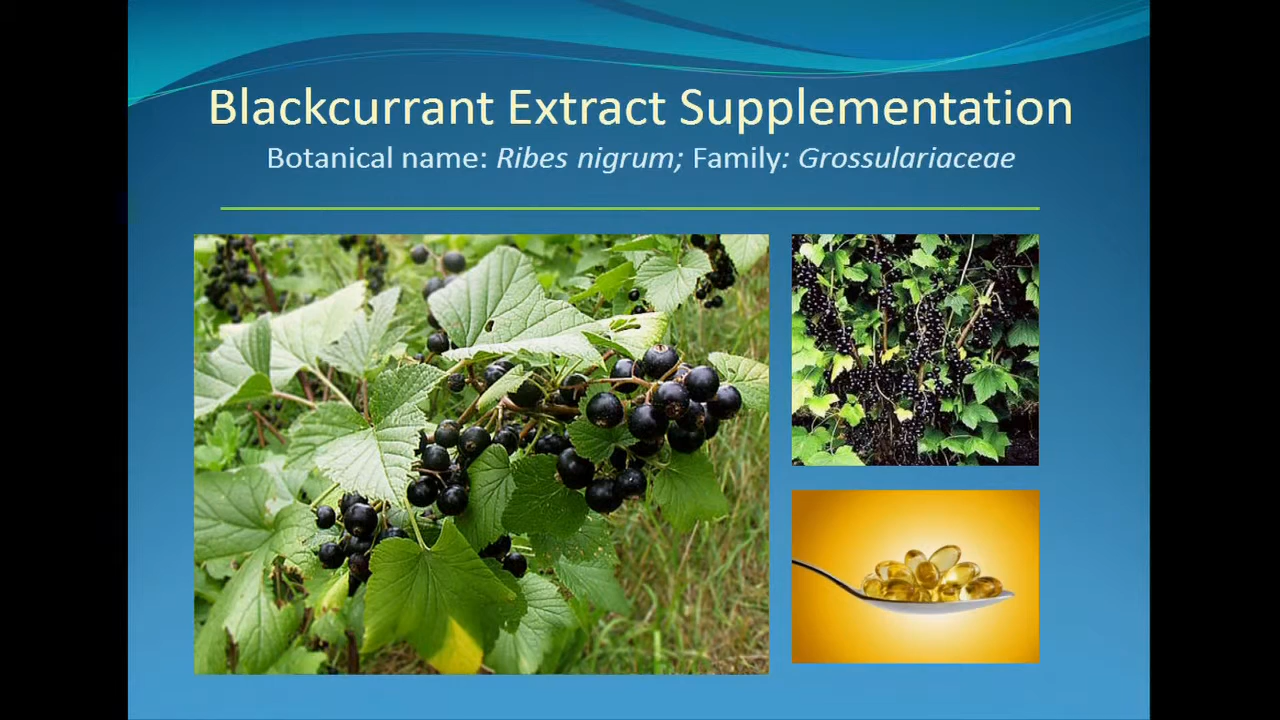 Blackcurrant Extract Supplementation
Botanical name: Ribes nigrum; Family: Grossulariaceae